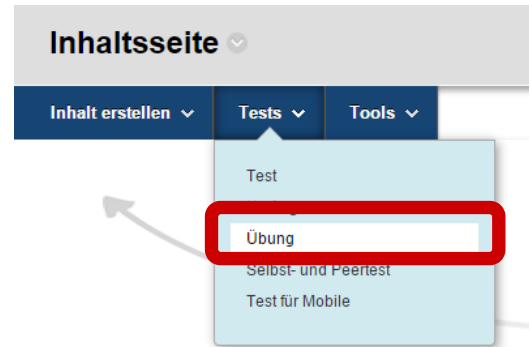 Inhaltsseite
Inhalt erstellen Tests Tools
Test
Übung
Selbst- und Peertest
Test für Mobile